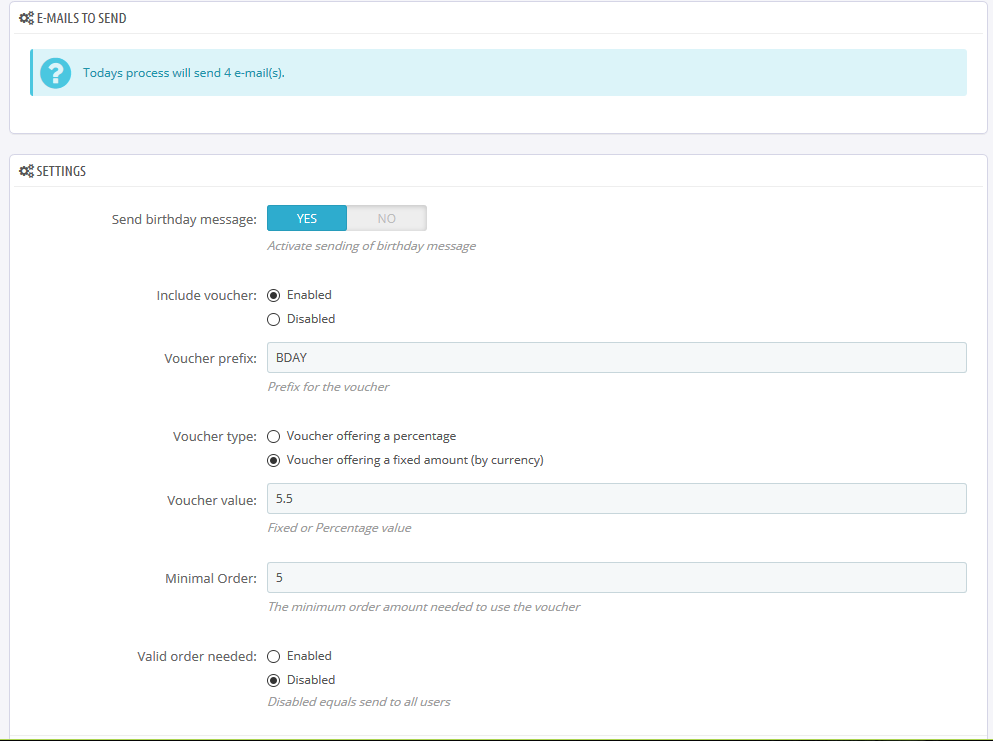 E-MAILS TO SEND
?
Todays process will send 4 e-mail(s).
SETTINGS
Send birthday message: YES NO
Activate sending of birthday message
Include voucher: Enabled
Disabled
Voucher prefix: BDAY
Prefix for the voucher
Voucher type: Voucher offering a percentage
Voucher offering a fixed amount (by currency)
Voucher value: 5.5
Fixed or Percentage value
Minimal Order: 5
The minimum order amount needed to use the voucher
Valid order needed: Enabled
Disabled
Disabled equals send to all users